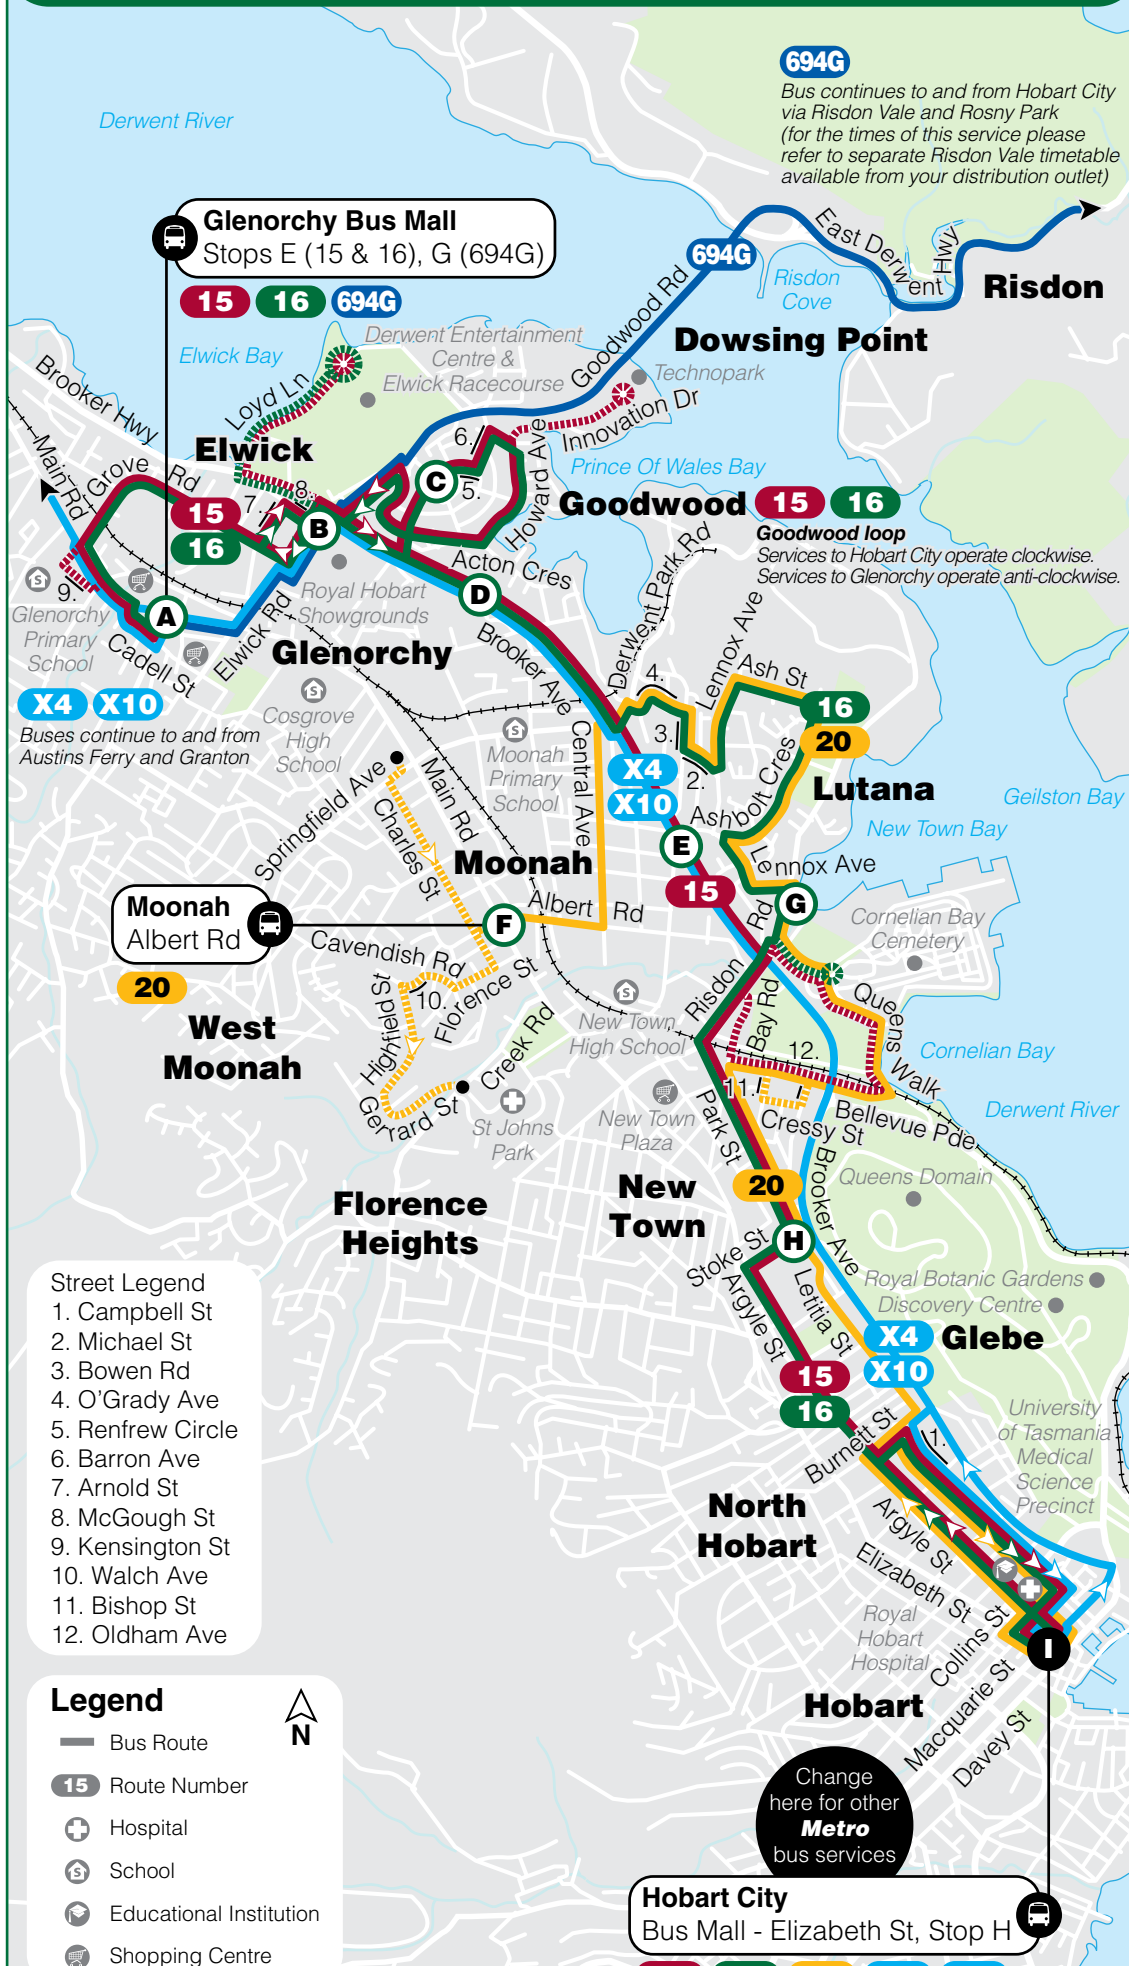 694G
Bus continues to and from Hobart City
via Risdon Vale and Rosny Park
(for the times of this service please
refer to separate Risdon Vale timetable
available from your distribution outlet)
Derwent River
Glenorchy Bus Mall
Stops E (15 & 16), G (694G)
15 16 694G
694G
East Derwent Hwy
Risdon
Cove
Risdon
Goodwood Rd
Dowsing Point
Elwick Bay
Derwent Entertainment
Centre &
Elwick Racecourse
Technopark
Innovation Dr
Brooker Hwy
Loyd Ln
Elwick
Main Rd
Grove Rd
6.
C
5.
Howard Ave
Prince Of Wales Bay
Goodwood 15 16
Goodwood loop
Services to Hobart City operate clockwise.
Services to Glenorchy operate anti-clockwise.
15
16
7.
8.
B
Acton Cres
D
Royal Hobart
Showgrounds
9.
Glenorchy
Primary
School
A
Cadell St
Elwick Rd
Glenorchy
Brooker Ave
Derwent Park Rd
Lennox Ave
Ash St
4.
3.
2.
16
20
Lutana
X4 X10
Buses continue to and from
Austins Ferry and Granton
Cosgrove
High
School
Moonah
Primary
School
Central Ave
X4
X10
Ashbolt Cres
Geilston Bay
New Town Bay
Springfield Ave
Main Rd
Charles St
Moonah
E
15
Lennox Ave
G
Moonah
Albert Rd
20
F
Albert Rd
Rd
Risdon
Cornelian Bay
Cemetery
Cavendish Rd
10.
Highfield St
Florence St
West
Moonah
New Town
High School
Bay Rd
12.
Queens Walk
Cornelian Bay
Derwent River
Creek Rd
Gerrard St
St Johns
Park
New Town
Plaza
11.
Park St
Cressy St
Bellevue Pde
Florence
Heights
New
Town
20
Brooker Ave
Queens Domain
H
Stoke St
Argyle St
Letitia St
Royal Botanic Gardens
Discovery Centre
X4
X10
Glebe
15
16
Burnett St
1.
University
of Tasmania
Medical
Science
Precinct
North
Hobart
Argyle St
Elizabeth St
Royal
Hobart
Hospital
Collins St
I
Hobart
Macquarie St
Davey St
Street Legend
1. Campbell St
2. Michael St
3. Bowen Rd
4. O'Grady Ave
5. Renfrew Circle
6. Barron Ave
7. Arnold St
8. McGough St
9. Kensington St
10. Walch Ave
11. Bishop St
12. Oldham Ave
Legend
N
Bus Route
15 Route Number
Hospital
School
Educational Institution
Shopping Centre
Change
here for other
Metro
bus services
Hobart City
Bus Mall - Elizabeth St, Stop H